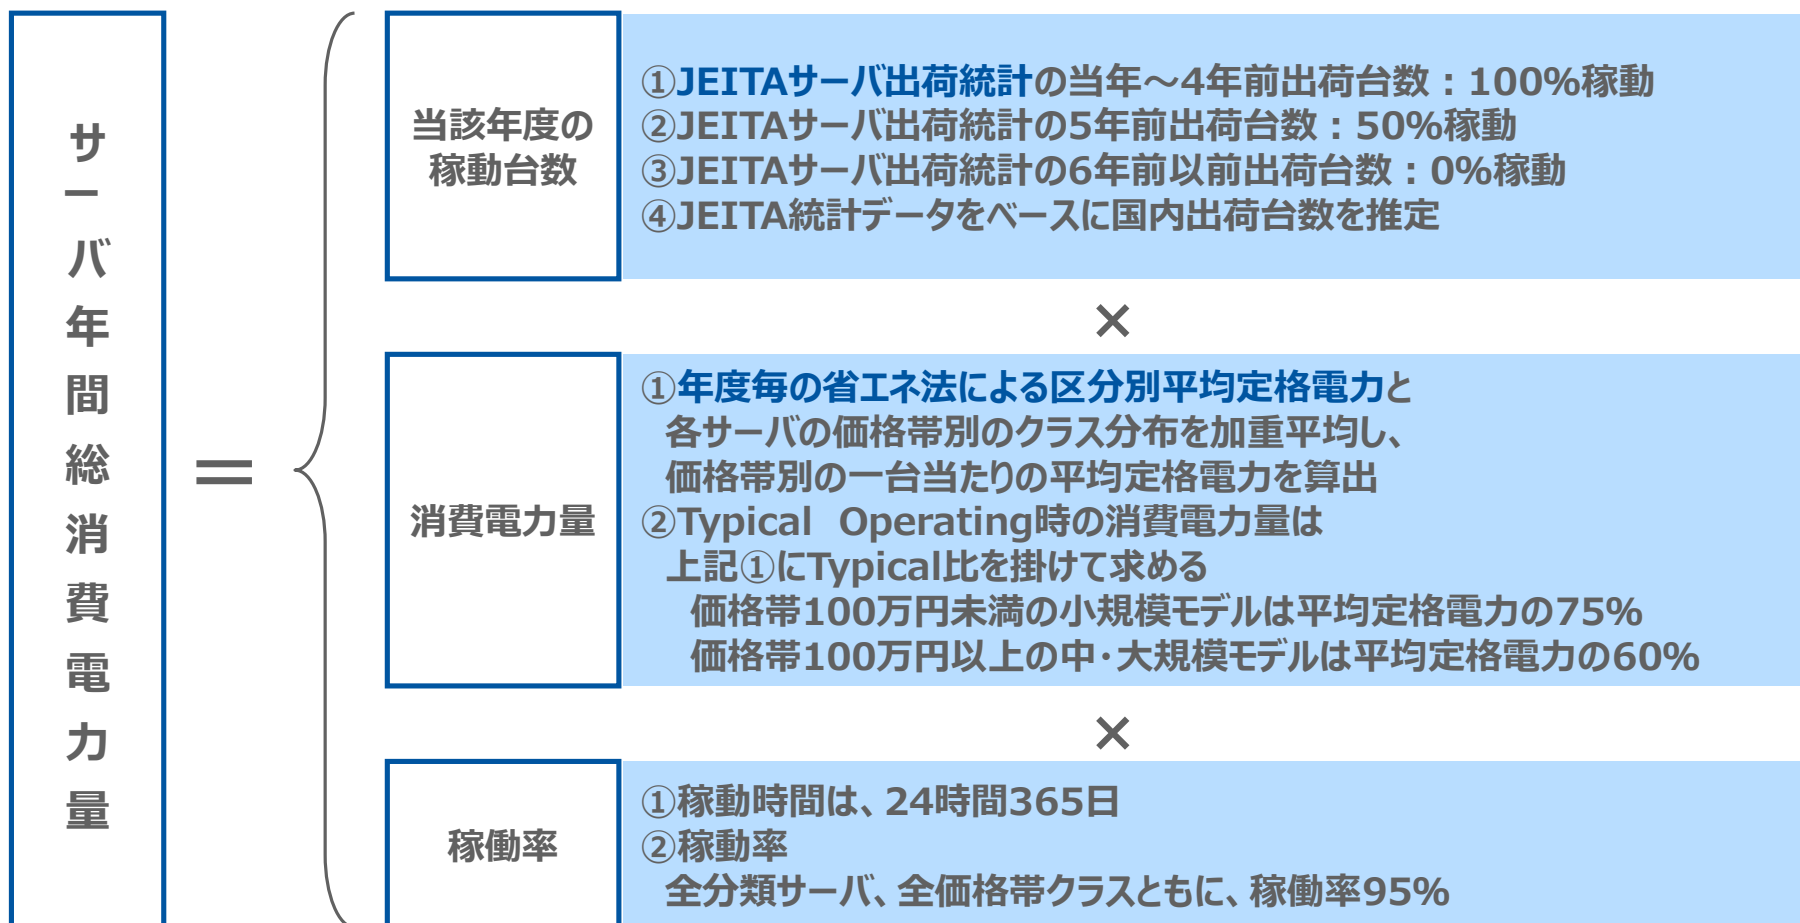 サーバ年間総消費電力量
＝
当該年度の
稼動台数
①JEITAサーバ出荷統計の当年～4年前出荷台数：100%稼動
②JEITAサーバ出荷統計の5年前出荷台数：50%稼動
③JEITAサーバ出荷統計の6年前以前出荷台数：0%稼動
④JEITA統計データをベースに国内出荷台数を推定
×
消費電力量
①年度毎の省エネ法による区分別平均定格電力と
各サーバの価格帯別のクラス分布を加重平均し、
価格帯別の一台当たりの平均定格電力を算出
②Typical　Operating時の消費電力量は
上記①にTypical比を掛けて求める
価格帯100万円未満の小規模モデルは平均定格電力の75%
価格帯100万円以上の中・大規模モデルは平均定格電力の60%
×
稼働率
①稼動時間は、24時間365日
②稼動率
全分類サーバ、全価格帯クラスともに、稼働率95%